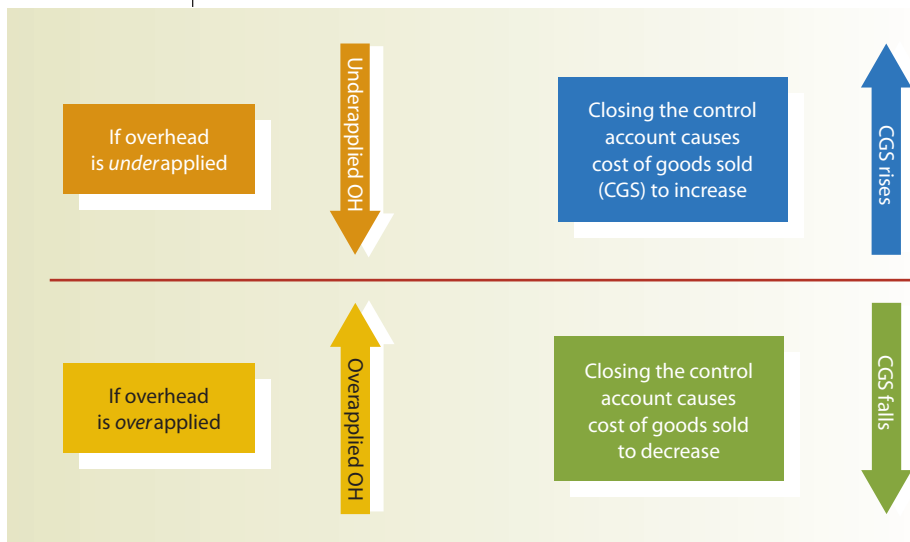 If overhead
is underapplied
Underapplied OH
Closing the control
account causes
cost of goods sold
(CGS) to increase
CGS rises
If overhead
is overapplied
Overapplied OH
Closing the control
account causes
cost of goods sold
to decrease
CGS falls